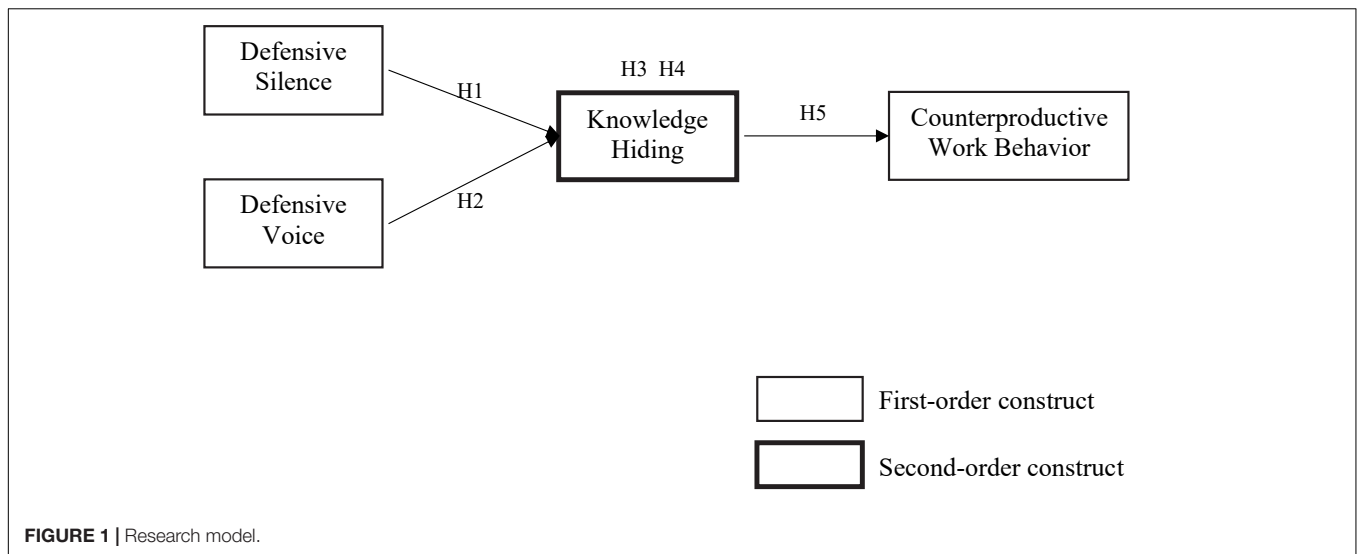 Defensive
Silence
H1
H3 H4
Knowledge
Hiding
H5
Counterproductive
Work Behavior
Defensive
Voice
H2
First-order construct
Second-order construct
FIGURE 1 | Research model.